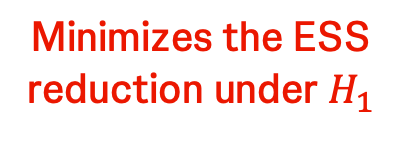 Minimizes the ESS
reduction under H₁